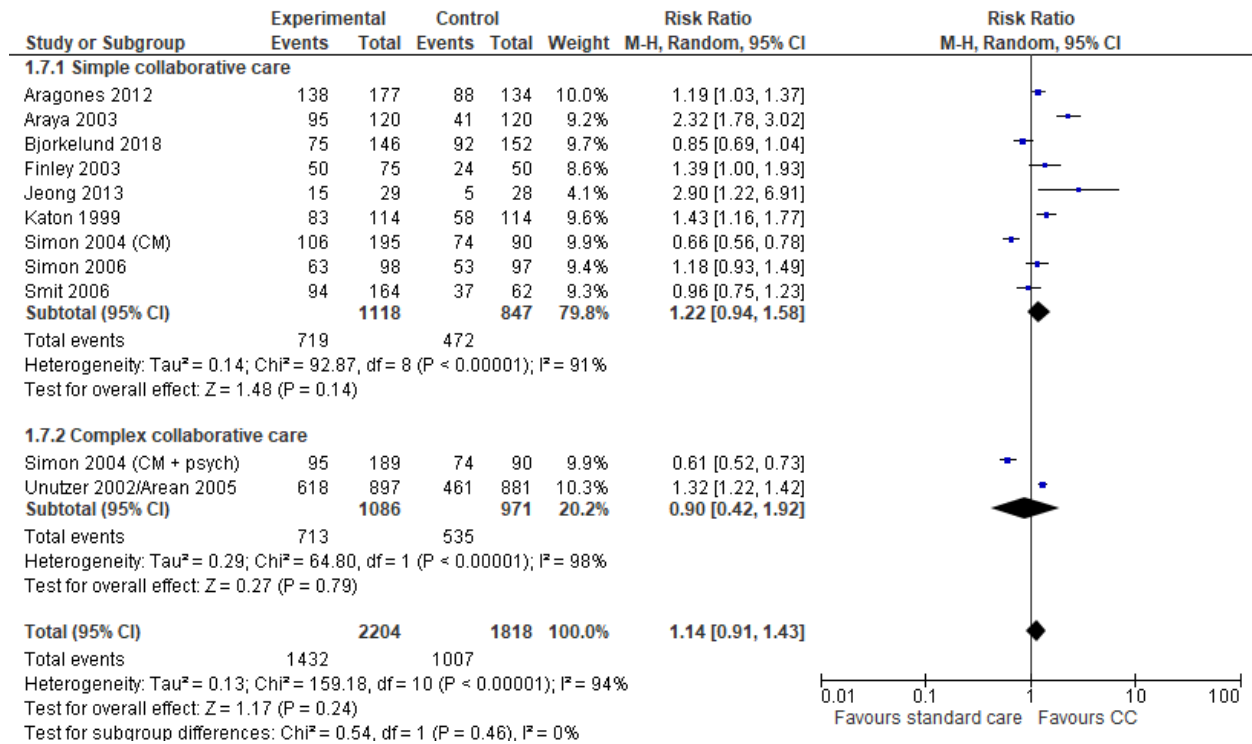 Experimental Control Risk Ratio Risk Ratio
Study or Subgroup Events Total Events Total Weight M-H, Random, 95% CI M-H, Random, 95% CI
1.7.1 Simple collaborative care
Aragones 2012 138 177 88 134 10.0% 1.19 [1.03, 1.37]
Araya 2003 95 120 41 120 9.2% 2.32 [1.78, 3.02]
Bjorkelund 2018 75 146 92 152 9.7% 0.85 [0.69, 1.04]
Finley 2003 50 75 24 50 8.6% 1.39 [1.00, 1.93]
Jeong 2013 15 29 5 28 4.1% 2.90 [1.22, 6.91]
Katon 1999 83 114 58 114 9.6% 1.43 [1.16, 1.77]
Simon 2004 (CM) 106 195 74 90 9.9% 0.66 [0.56, 0.78]
Simon 2006 63 98 53 97 9.4% 1.18 [0.93, 1.49]
Smit 2006 94 164 37 62 9.3% 0.96 [0.75, 1.23]
Subtotal (95% CI) 1118 847 79.8% 1.22 [0.94, 1.58]
Total events 719 472
Heterogeneity: Tau² = 0.14; Chi² = 92.87, df = 8 (P < 0.00001); I² = 91%
Test for overall effect: Z = 1.48 (P = 0.14)
1.7.2 Complex collaborative care
Simon 2004 (CM + psych) 95 189 74 90 9.9% 0.61 [0.52, 0.73]
Unutzer 2002/Arean 2005 618 897 461 881 10.3% 1.32 [1.22, 1.42]
Subtotal (95% CI) 1086 971 20.2% 0.90 [0.42, 1.92]
Total events 713 535
Heterogeneity: Tau² = 0.29; Chi² = 64.80, df = 1 (P < 0.00001); I² = 98%
Test for overall effect: Z = 0.27 (P = 0.79)
Total (95% CI) 2204 1818 100.0% 1.14 [0.91, 1.43]
Total events 1432 1007
Heterogeneity: Tau² = 0.13; Chi² = 159.18, df = 10 (P < 0.00001); I² = 94%
Test for overall effect: Z = 1.17 (P = 0.24)
Test for subgroup differences: Chi² = 0.54, df = 1 (P = 0.46), I² = 0%
0.01 0.1 1 10 100
Favours standard care Favours CC